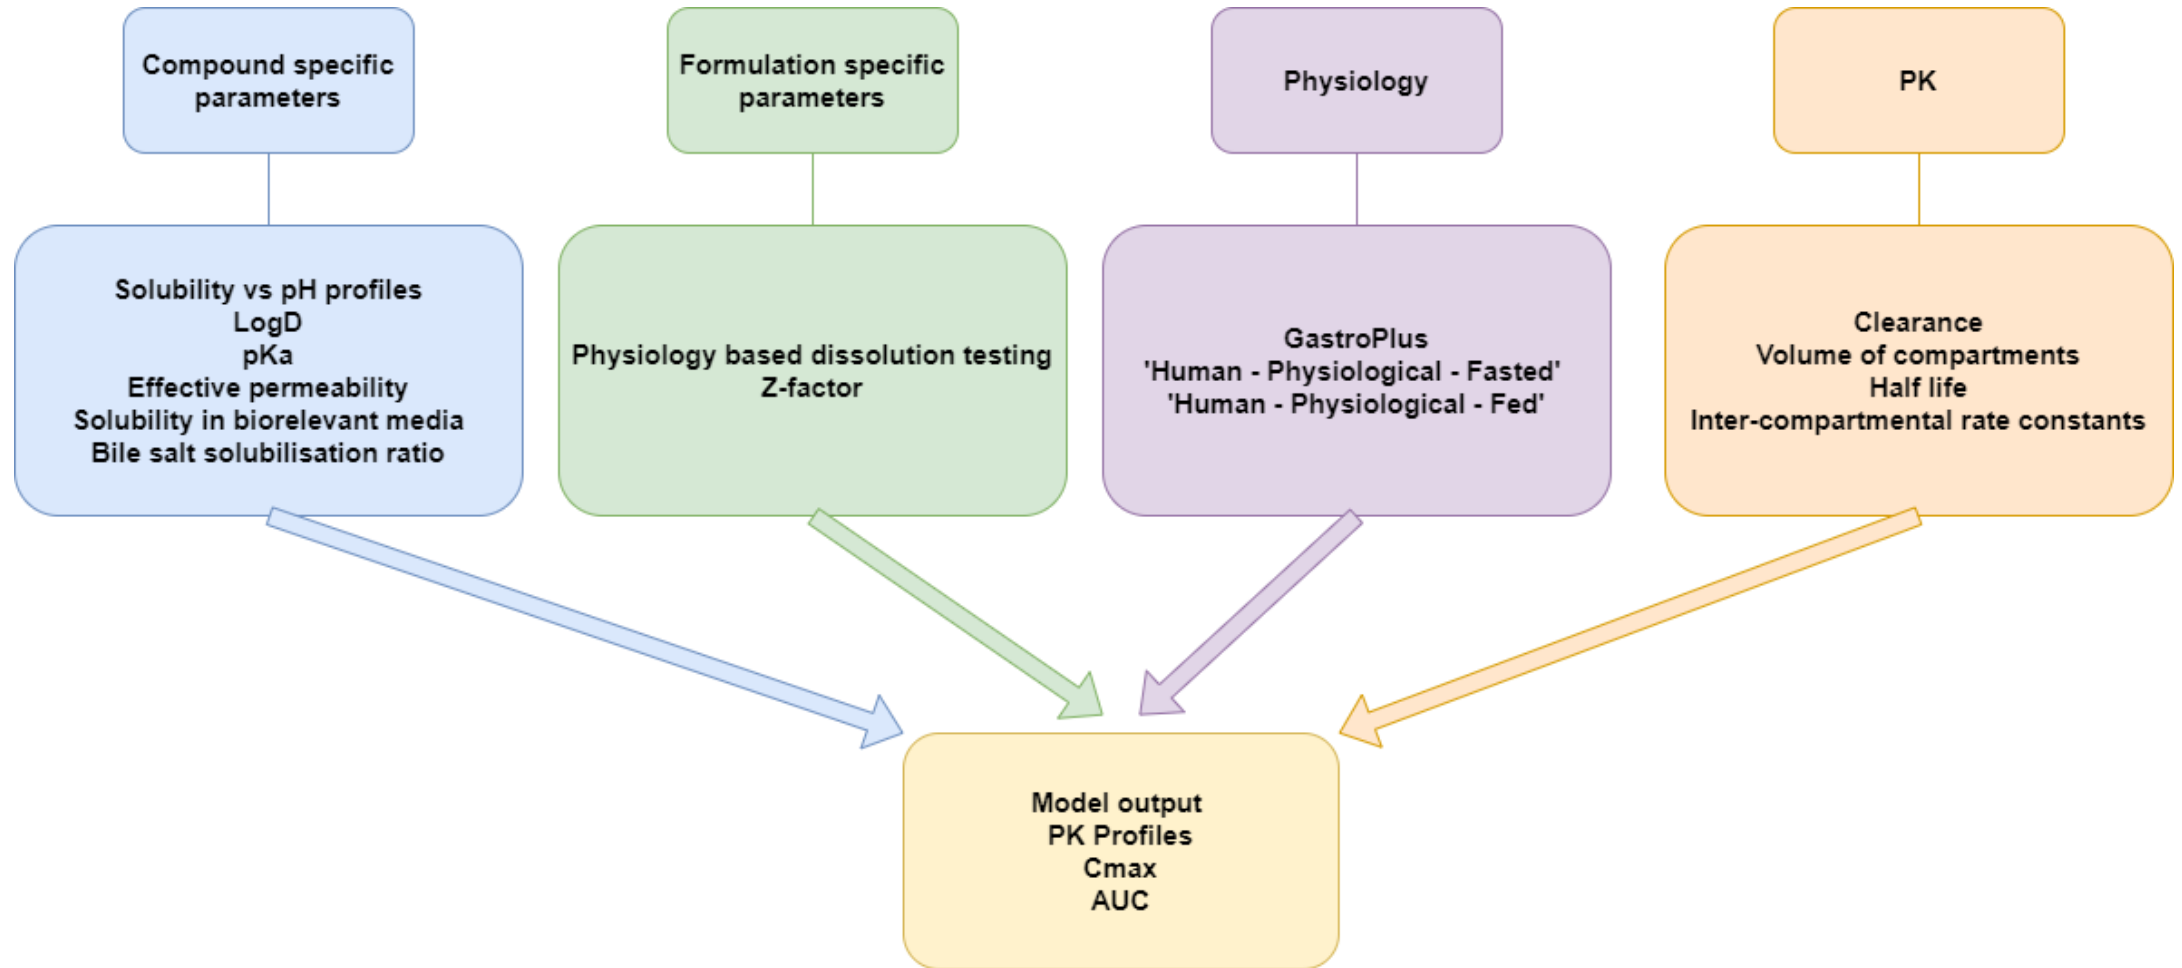 Compound specific
parameters
Formulation specific
parameters
Physiology
PK
Solubility vs pH profiles
LogD
pKa
Effective permeability
Solubility in biorelevant media
Bile salt solubilisation ratio
Physiology based dissolution testing
Z-factor
GastroPlus
'Human - Physiological - Fasted'
'Human - Physiological - Fed'
Clearance
Volume of compartments
Half life
Inter-compartmental rate constants
Model output
PK Profiles
Cmax
AUC